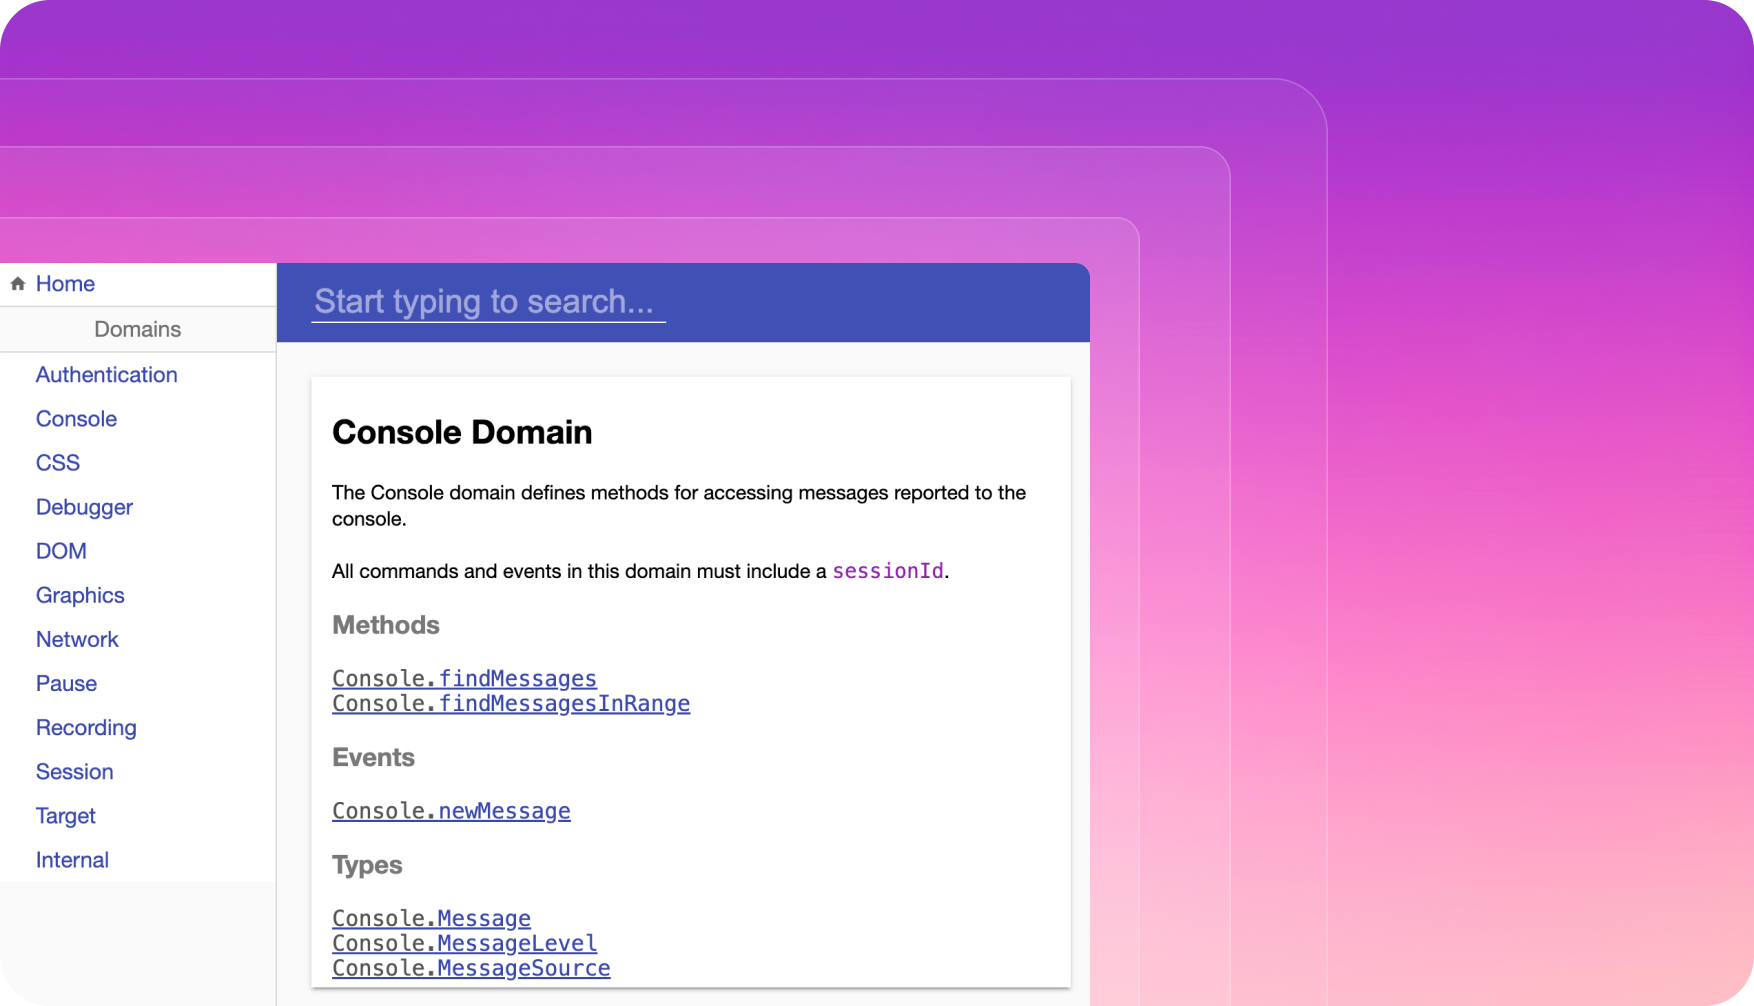 Home
Domains
Authentication
Console
CSS
Debugger
DOM
Graphics
Network
Pause
Recording
Session
Target
Internal
Start typing to search...
Console Domain
The Console domain defines methods for accessing messages reported to the
console.
All commands and events in this domain must include a sessionId.
Methods
Console.findMessages
Console.findMessagesInRange
Events
Console.newMessage
Types
Console.Message
Console.MessageLevel
Console.MessageSource